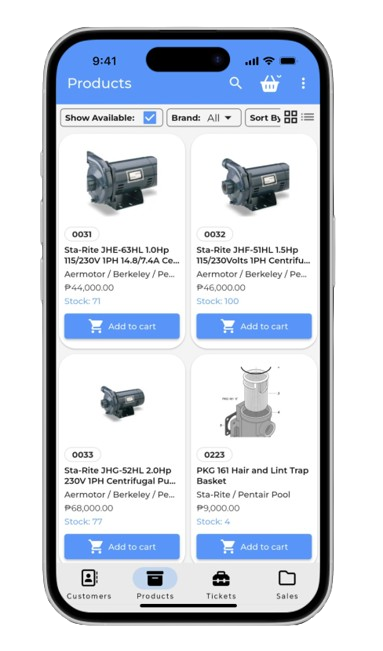 9:41
Products
Show Available:
Brand: All
Sort By
0031
Sta-Rite JHE-63HL 1.0Hp
115/230V 1PH 14.8/7.4A Ce...
Aermotor / Berkeley / Pe...
₱44,000.00
Stock: 71
Add to cart
0032
Sta-Rite JHF-51HL 1.5Hp
115/230Volts 1PH Centrifu...
Aermotor / Berkeley / Pe...
₱46,000.00
Stock: 100
Add to cart
0033
Sta-Rite JHG-52HL 2.0Hp
230V 1PH Centrifugal Pu...
Aermotor / Berkeley / Pe...
₱68,000.00
Stock: 77
Add to cart
0223
PKG 161 Hair and Lint Trap
Basket
Sta-Rite / Pentair Pool
₱9,000.00
Stock: 4
Add to cart
Customers
Products
Tickets
Sales